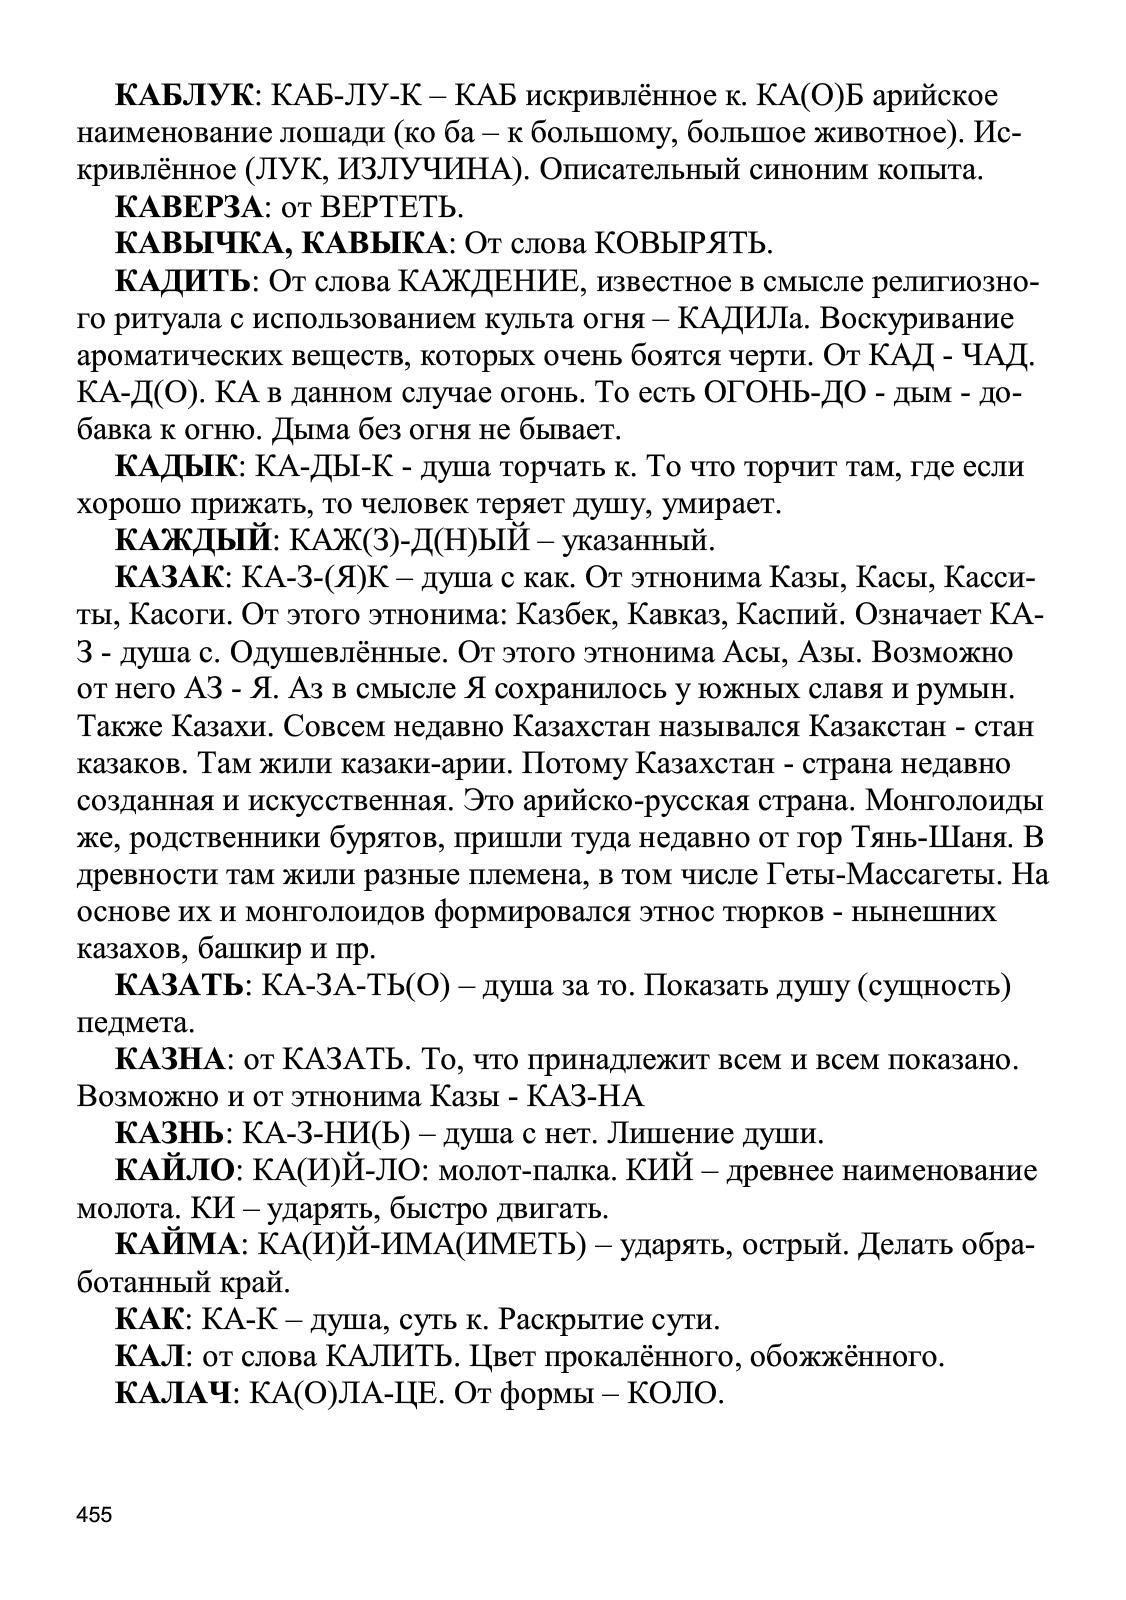 КАБЛУК: КАБ-ЛУ-К – КАБ искривлённое к. КА(О)Б арийское
наименование лошади (ко ба – к большому, большое животное). Ис-
кривлённое (ЛУК, ИЗЛУЧИНА). Описательный синоним копыта.
КАВЕРЗА: от ВЕРТЕТЬ.
КАВЫЧКА, КАВЫКА: От слова КОВЫРЯТЬ.
КАДИТЬ: От слова КАЖДЕНИЕ, известное в смысле религиозно-
го ритуала с использованием культа огня – КАДИЛа. Воскуривание
ароматических веществ, которых очень боятся черти. От КАД - ЧАД.
КА-Д(О). КА в данном случае огонь. То есть ОГОНЬ-ДО - дым - до-
бавка к огню. Дыма без огня не бывает.
КАДЫК: КА-ДЫ-К - душа торчать к. То что торчит там, где если
хорошо прижать, то человек теряет душу, умирает.
КАЖДЫЙ: КАЖ(З)-Д(Н)ЫЙ – указанный.
КАЗАК: КА-З-(Я)К – душа с как. От этнонима Казы, Касы, Касси-
ты, Касоги. От этого этнонима: Казбек, Кавказ, Каспий. Означает КА-
З - душа с. Одушевлённые. От этого этнонима Асы, Азы. Возможно
от него АЗ - Я. Аз в смысле Я сохранилось у южных славя и румын.
Также Казахи. Совсем недавно Казахстан назывался Казакстан - стан
казаков. Там жили казаки-арии. Потому Казахстан - страна недавно
созданная и искусственная. Это арийско-русская страна. Монголоиды
же, родственники бурятов, пришли туда недавно от гор Тянь-Шаня. В
древности там жили разные племена, в том числе Геты-Массагеты. На
основе их и монголоидов формировался этнос тюрков - нынешних
казахов, башкир и пр.
КАЗАТЬ: КА-ЗА-ТЬ(О) – душа за то. Показать душу (сущность)
педмета.
КАЗНА: от КАЗАТЬ. То, что принадлежит всем и всем показано.
Возможно и от этнонима Казы - КАЗ-НА
КАЗНЬ: КА-З-НИ(Ь) – душа с нет. Лишение души.
КАЙЛО: КА(И)Й-ЛО: молот-палка. КИЙ – древнее наименование
молота. КИ – ударять, быстро двигать.
КАЙМА: КА(И)Й-ИМА(ИМЕТЬ) – ударять, острый. Делать обра-
ботанный край.
КАК: КА-К – душа, суть к. Раскрытие сути.
КАЛ: от слова КАЛИТЬ. Цвет прокалённого, обожжённого.
КАЛАЧ: КА(О)ЛА-ЦЕ. От формы – КОЛО.
455